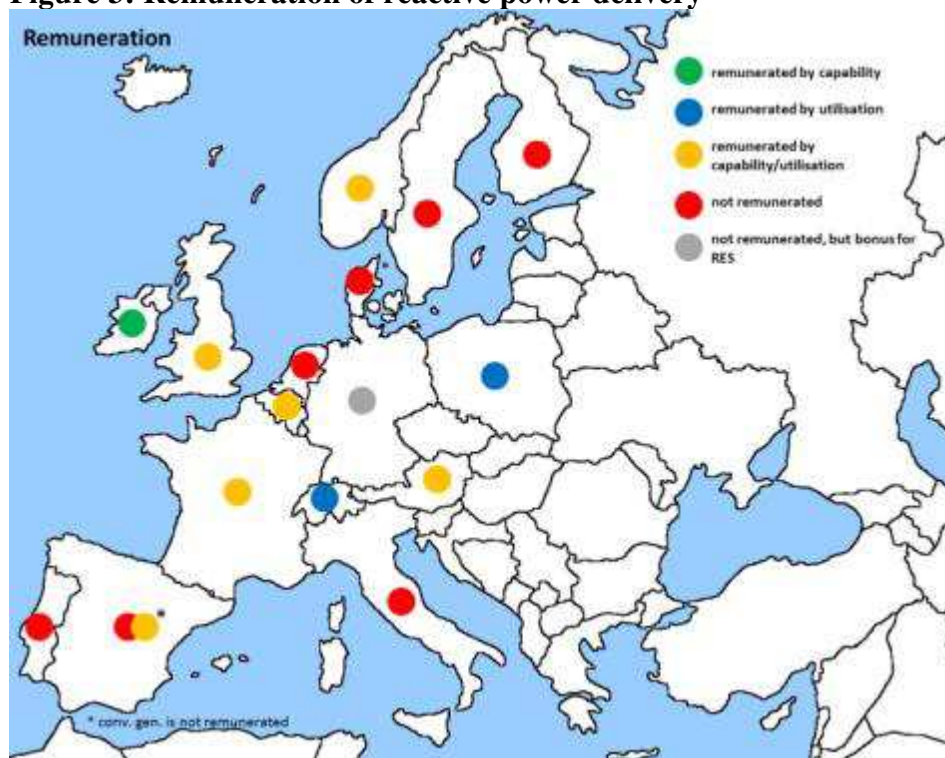 Figure 3: Remuneration of reactive power delivery
Remuneration
remunerated by capability
remunerated by utilisation
remunerated by
capability/utilisation
not remunerated
not remunerated, but bonus for
RES
*
* conv. gen. is not remunerated